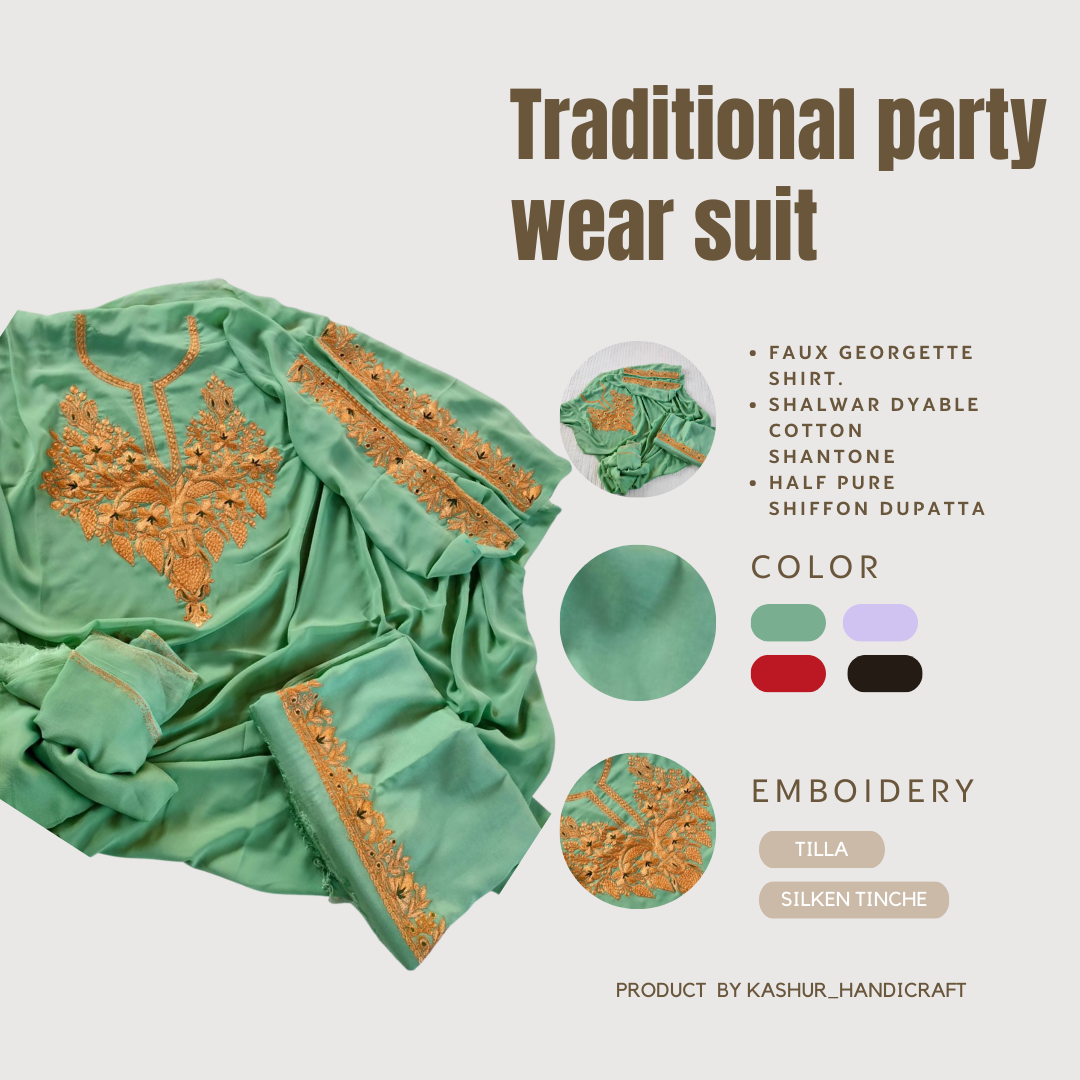 Traditional party
wear suit
• FAUX GEORGETTE
SHIRT.
• SHALWAR DYABLE
COTTON
SHANTONE
• HALF PURE
SHIFFON DUPATTA
COLOR
EMBOIDERY
TILLA
SILKEN TINCHE
PRODUCT BY KASHUR_HANDICRAFT